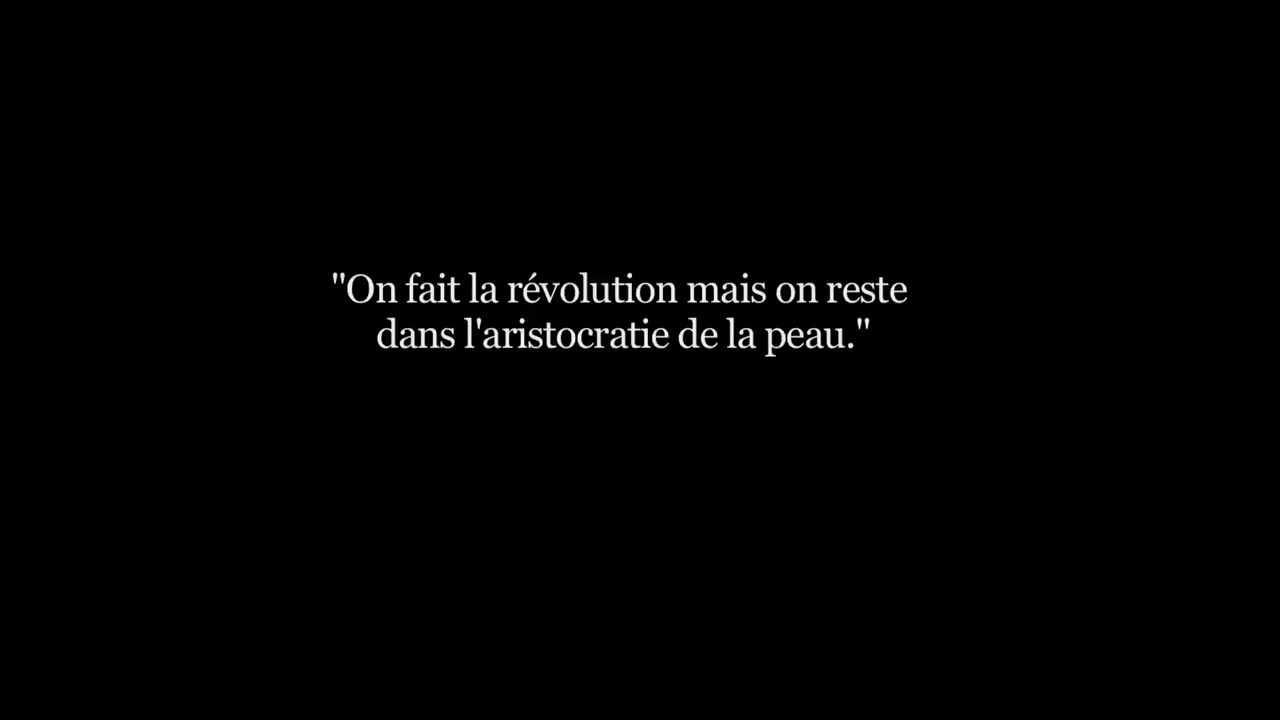 "On fait la révolution mais on reste
dans l'aristocratie de la peau."